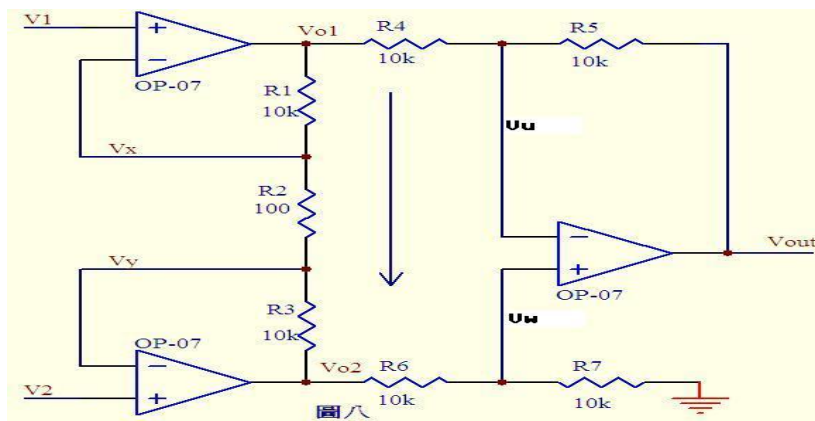 V1
OP-07
Vo1
R4
10k
R5
10k
R1
10k
Vx
Vu
R2
100
Vy
Vout
OP-07
R3
10k
Vw
OP-07
V2
Vo2
R6
10k
R7
10k
圖八